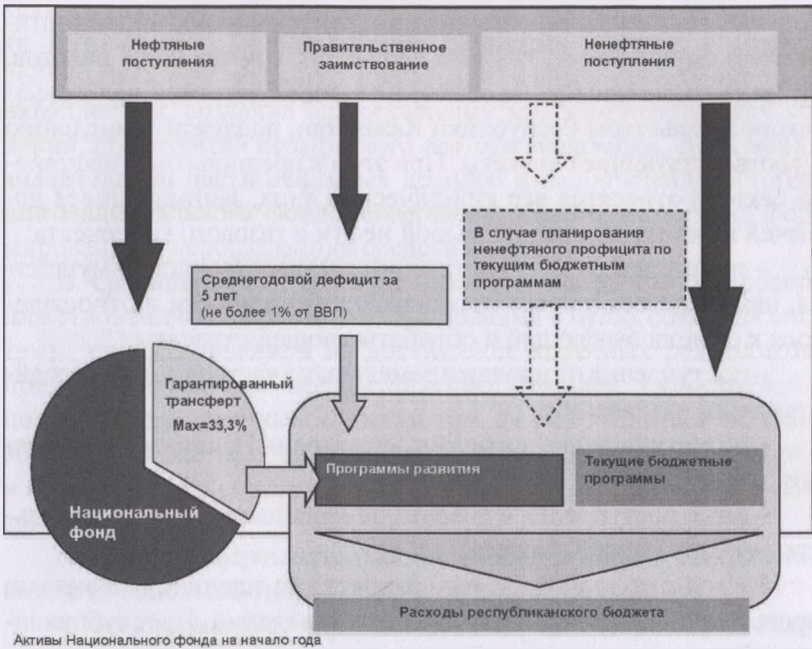 Нефтяные
поступления
Правительственное
заимствование
Ненефтяные
поступления
В случае планирования
ненефтяного профицита по
текущим бюджетным
программам
Среднегодовой дефицит за
5 лет
(не более 1% от ВВП)
Гарантированный
трансферт
Max=33,3%
Программы развития
Текущие бюджетные
программы
Национальный
фонд
Расходы республиканского бюджета
Активы Национального фонда на начало года